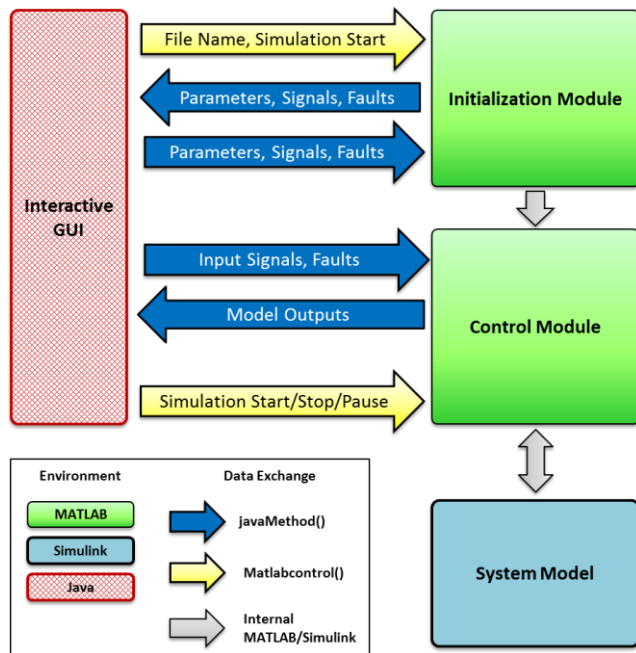 File Name, Simulation Start
Parameters, Signals, Faults
Initialization Module
Parameters, Signals, Faults
Interactive
GUI
Input Signals, Faults
Model Outputs
Control Module
Simulation Start/Stop/Pause
Environment
Data Exchange
MATLAB
javaMethod()
Simulink
Matlabcontrol()
Java
Internal
MATLAB/Simulink
System Model